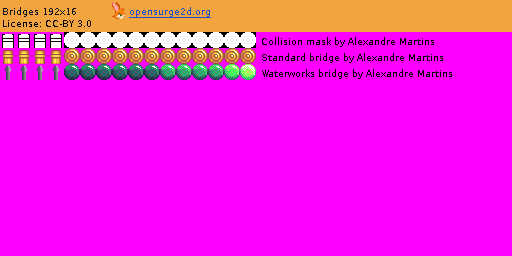 Bridges 192x16
opensurge2d.org
License: CC-BY 3.0
Collision mask by Alexandre Martins
Standard bridge by Alexandre Martins
Waterworks bridge by Alexandre Martins